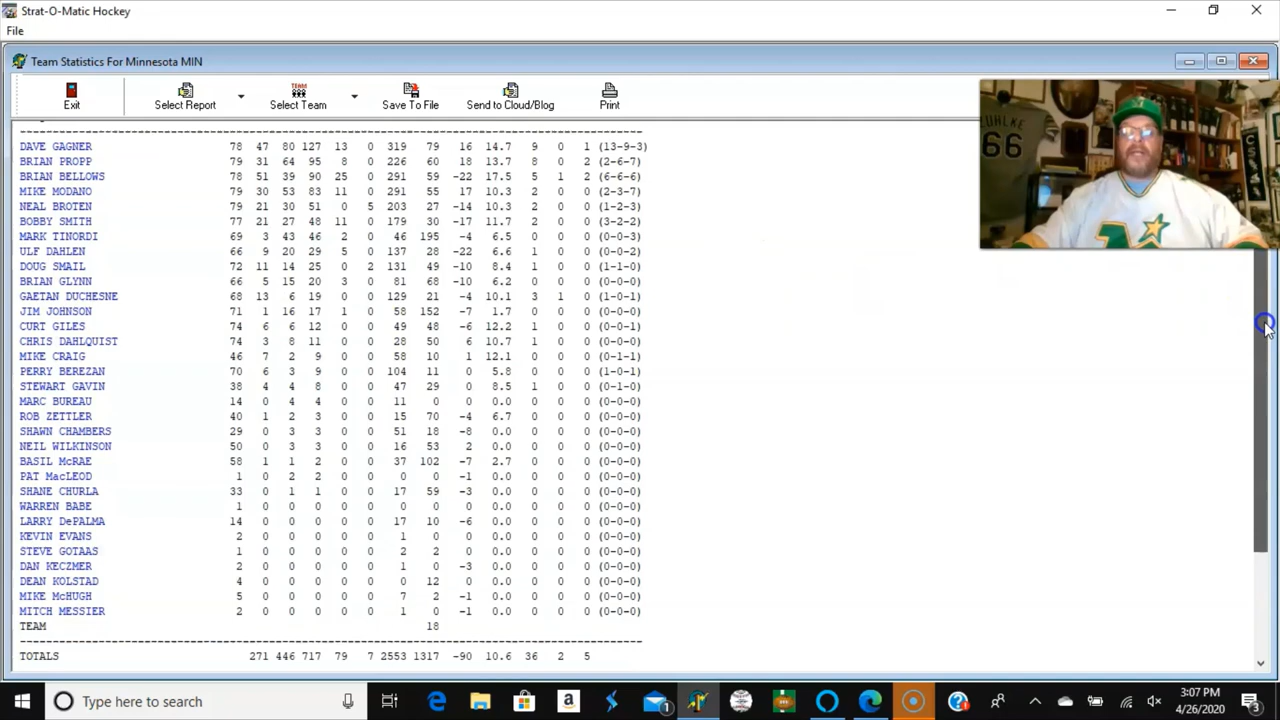 Strat-O-Matic Hockey
File
Team Statistics For Minnesota MIN
Exit
Select Report
TEAM
Select Team
Save To File
Send to Cloud/Blog
Print
DAVE GAGNER 78 47 80 127 13 0 319 79 16 14.7 9 0 1 (13-9-3)
BRIAN PROPP 79 31 64 95 8 0 226 60 18 13.7 8 0 2 (2-6-7)
BRIAN BELLOWS 78 51 39 90 25 0 291 59 -22 17.5 5 1 2 (6-6-6)
MIKE MODANO 79 30 53 83 11 0 291 55 17 10.3 2 0 0 (2-3-7)
NEAL BROTEN 79 21 30 51 0 5 203 27 -14 10.3 2 0 0 (1-2-3)
BOBBY SMITH 77 21 27 48 11 0 179 30 -17 11.7 2 0 0 (3-2-2)
MARK TINORDI 69 3 43 46 2 0 46 195 -4 6.5 0 0 0 (0-0-3)
ULF DAHLEN 66 9 20 29 5 0 137 28 -22 6.6 1 0 0 (0-0-2)
DOUG SMAIL 72 11 14 25 0 2 131 49 -10 8.4 1 0 0 (1-1-0)
BRIAN GLYNN 66 5 15 20 3 0 81 68 -10 6.2 0 0 0 (0-0-0)
GAETAN DUCHESNE 68 13 6 19 0 0 129 21 -4 10.1 3 1 0 (1-0-1)
JIM JOHNSON 71 1 16 17 1 0 58 152 -7 1.7 0 0 0 (0-0-0)
CURT GILES 74 6 6 12 0 0 49 48 -6 12.2 1 0 0 (0-0-1)
CHRIS DAHLQUIST 74 3 8 11 0 0 28 50 6 10.7 1 0 0 (0-0-0)
MIKE CRAIG 46 7 2 9 0 0 58 10 1 12.1 0 0 0 (0-1-1)
PERRY BEREZAN 70 6 3 9 0 0 104 11 0 5.8 0 0 0 (1-0-1)
STEWART GAVIN 38 4 4 8 0 0 47 29 0 8.5 1 0 0 (0-1-0)
MARC BUREAU 14 0 4 4 0 0 11 0 0 0.0 0 0 0 (0-0-0)
ROB ZETTLER 40 1 2 3 0 0 15 70 -4 6.7 0 0 0 (0-0-0)
SHAWN CHAMBERS 29 0 3 3 0 0 51 18 -8 0.0 0 0 0 (0-0-0)
NEIL WILKINSON 50 0 3 3 0 0 16 53 2 0.0 0 0 0 (0-0-0)
BASIL McRAE 58 1 1 2 0 0 37 102 -7 2.7 0 0 0 (0-0-0)
PAT MacLEOD 1 0 2 2 0 0 0 0 -1 0.0 0 0 0 (0-0-0)
SHANE CHURLA 33 0 1 1 0 0 17 59 -3 0.0 0 0 0 (0-0-0)
WARREN BABE 1 0 0 0 0 0 0 0 0 0.0 0 0 0 (0-0-0)
LARRY DePALMA 14 0 0 0 0 0 17 10 -6 0.0 0 0 0 (0-0-0)
KEVIN EVANS 2 0 0 0 0 0 1 0 0 0.0 0 0 0 (0-0-0)
STEVE GOTAAS 1 0 0 0 0 0 2 2 0 0.0 0 0 0 (0-0-0)
DAN KECZMER 2 0 0 0 0 0 1 0 -3 0.0 0 0 0 (0-0-0)
DEAN KOLSTAD 4 0 0 0 0 0 0 12 0 0.0 0 0 0 (0-0-0)
MIKE McHUGH 5 0 0 0 0 0 7 2 -1 0.0 0 0 0 (0-0-0)
MITCH MESSIER 2 0 0 0 0 0 1 0 -1 0.0 0 0 0 (0-0-0)
TEAM 18
TOTALS 271 446 717 79 7 2553 1317 -90 10.6 36 2 5
66
Type here to search
1
3:07 PM
4/26/2020
3